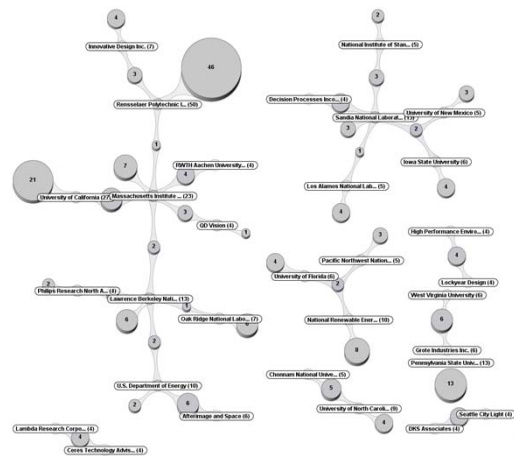 4
Innovative Design Inc. (7)
3
46
Rensselaer Polytechnic I... (50)
1
7
RWTH Aachen University... (4)
4
21
University of California (27
Massachusetts Institute ... (23)
3
QD Vision (4)
1
2
2
Philips Research North A... (4)
Lawrence Berkeley Nati... (13)
1
6
Oak Ridge National Labo... (7)
6
2
U.S. Department of Energy (10)
2
6
Afterimage and Space (6)
Lambda Research Corpo... (4)
4
Ceres Technology Advis... (4)
2
National Institute of Stan... (5)
3
Decision Processes Inco... (4)
3
University of New Mexico (5)
Sandia National Laborat...
3
2
1
Iowa State University (6)
4
Los Alamos National Lab... (5)
4
3
Pacific Northwest Nation... (5)
4
University of Florida (6)
2
National Renewable Ener... (10)
8
Chennam National Unive... (5)
5
University of North Caroli... (9)
4
High Performance Enviro... (4)
4
Lockyear Design (4)
West Virginia University (6)
6
Grote Industries Inc. (6)
Pennsylvania State Univ... (13)
13
Seattle City Light (4)
4
DKS Associates (4)